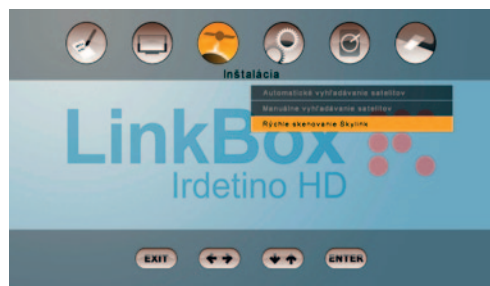 Inštalácia
Automatické vyhľadávanie satelitov
Manuálne vyhľadávanie satelitov
Rýchle skenovanie Skylink
LinkBox
Irdetino HD
EXIT
ENTER